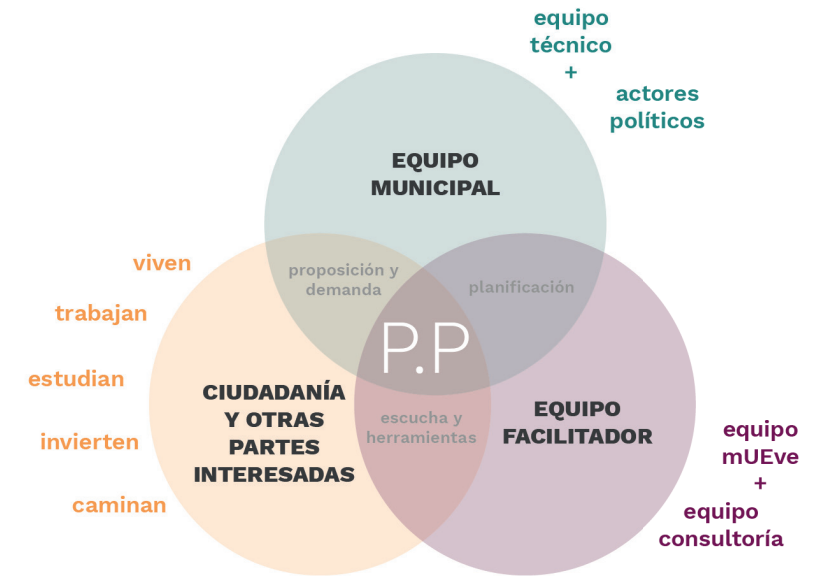 equipo
técnico
+
actores
políticos
EQUIPO
MUNICIPAL
viven
trabajan
estudian
invierten
caminan
proposición y
demanda
planificación
P.P
CIUDADANÍA
Y OTRAS
PARTES
INTERESADAS
escucha y
herramientas
EQUIPO
FACILITADOR
equipo
mUEve
+
equipo
consultoría